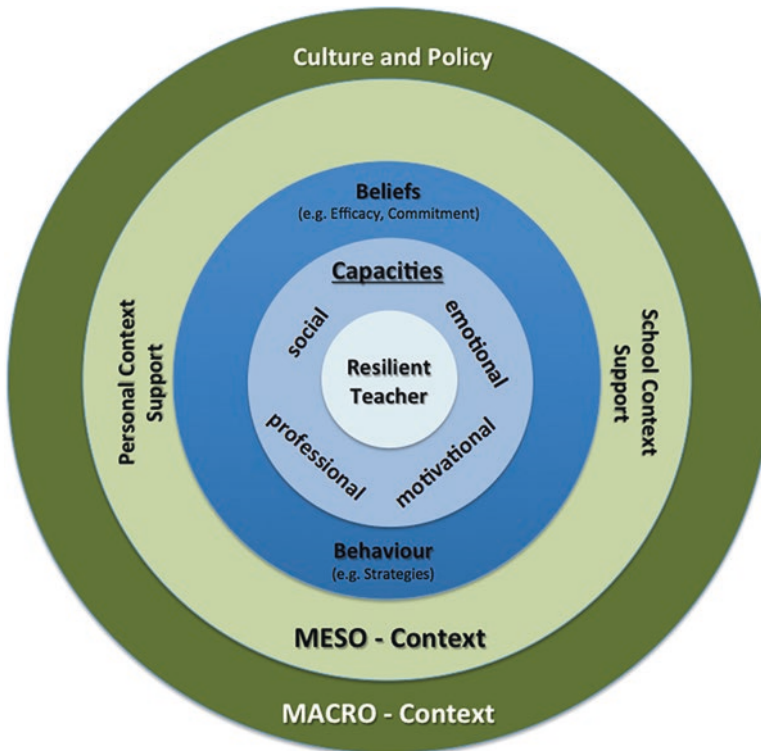 Culture and Policy
Beliefs
(e.g. Efficacy, Commitment)
Capacities
social
emotional
Personal Context
Support
Resilient
Teacher
School Context
Support
professional
motivational
Behaviour
(e.g. Strategies)
MESO - Context
MACRO - Context